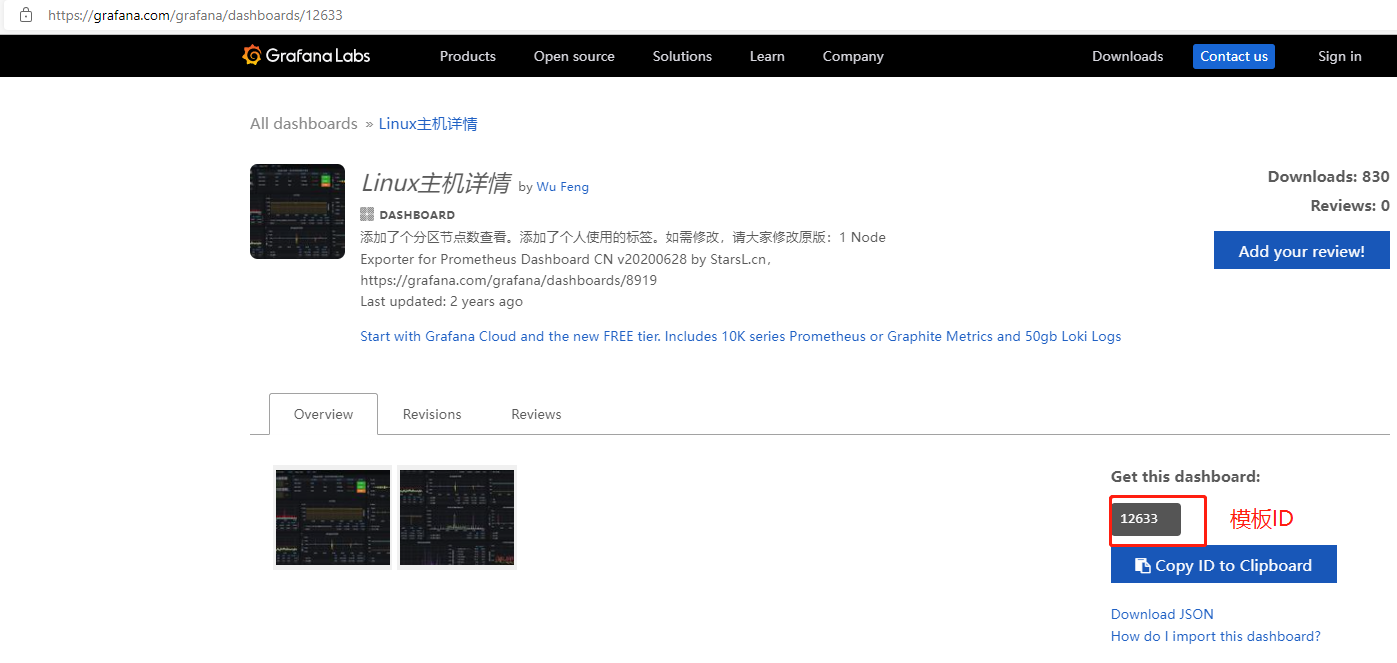 https://grafana.com/grafana/dashboards/12633
Grafana Labs Products Open source Solutions Learn Company Downloads Contact us Sign in
All dashboards » Linux主机详情
Linux主机详情 by Wu Feng
Downloads: 830
DASHBOARD
Reviews: 0
添加了个分区节点数查看。添加了个人使用的标签。如需修改，请大家修改原版：1 Node
Exporter for Prometheus Dashboard CN v20200628 by StarsL.cn，
Add your review!
https://grafana.com/grafana/dashboards/8919
Last updated: 2 years ago
Start with Grafana Cloud and the new FREE tier. Includes 10K series Prometheus or Graphite Metrics and 50gb Loki Logs
Overview Revisions Reviews
Get this dashboard:
12633 模板ID
Copy ID to Clipboard
Download JSON
How do I import this dashboard?